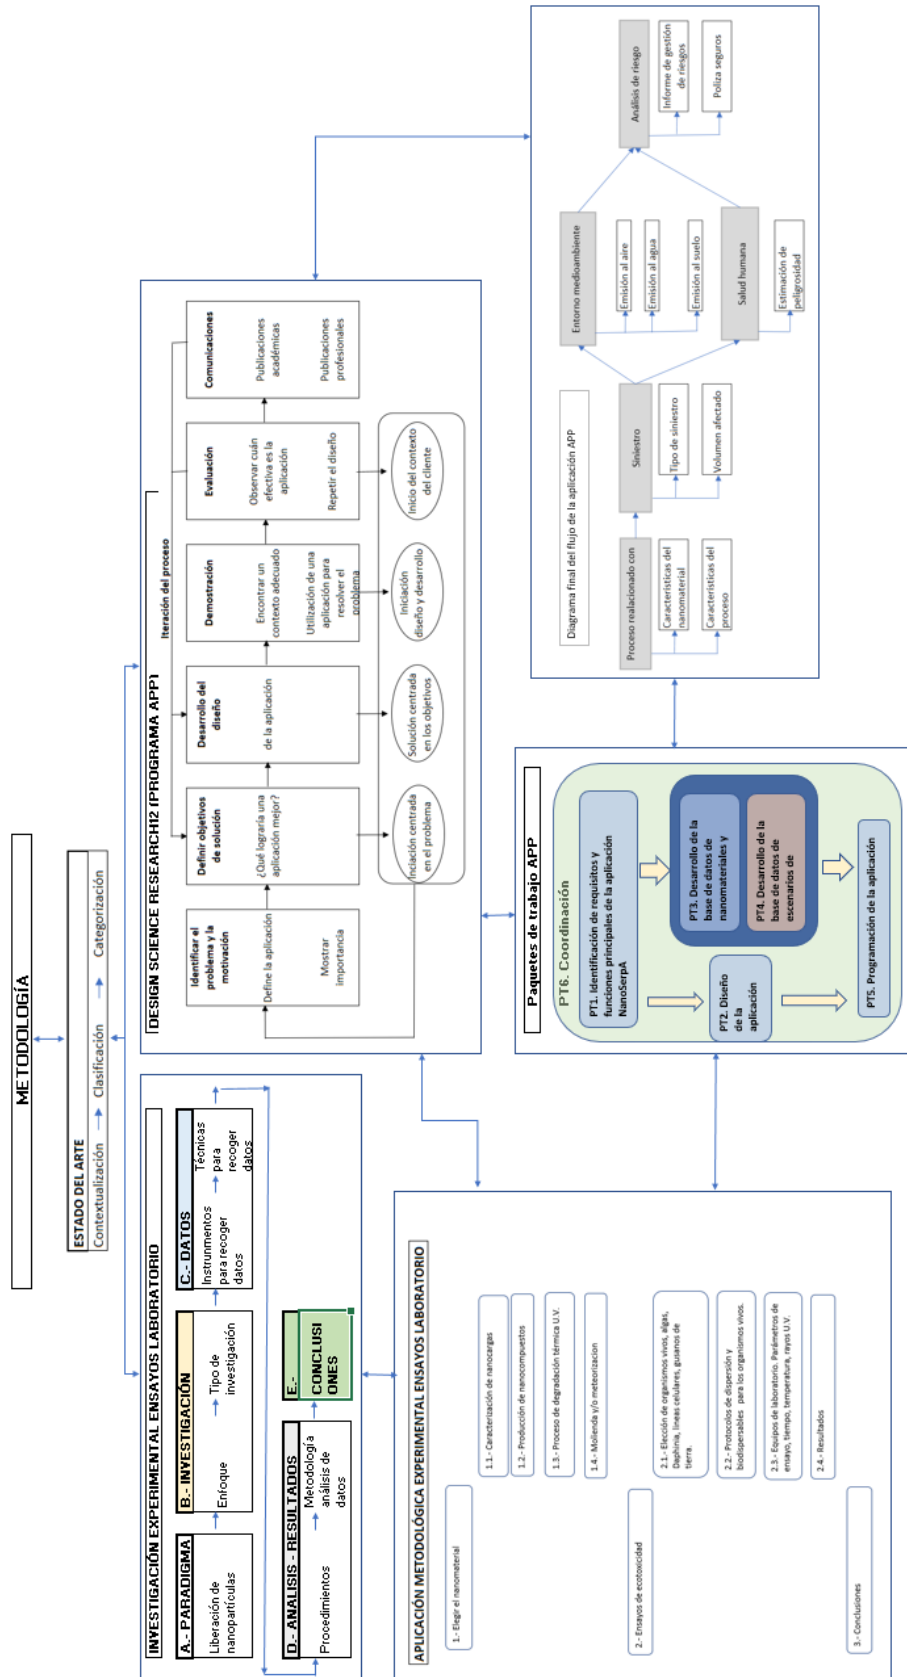 METODOLOGÍA
ESTADO DEL ARTE
Contextualización
Clasificación
Categorización
INVESTIGACIÓN EXPERIMENTAL ENSAYOS LABORATORIO
A.- PARADIGMA
Liberación de
nanopartículas
B.- INVESTIGACIÓN
Enfoque
Tipo de
investigación
C.- DATOS
Instrunmentos
para recoger
datos
Técnicas
para
recoger
datos
D.- ANALISIS - RESULTADOS
Procedimientos
Metodología
análisis de
datos
E.-
CONCLUSI
ONES
DESIGN SCIENCE RESEARCH12 (PROGRAMA APP)
Iteración del proceso
Identificar el
problema y la
motivación
Define la aplicación
Mostrar
importancia
Definir objetivos
de solución
¿Qué lograría una
aplicación mejor?
Desarrollo del
diseño
de la aplicación
Demostración
Encontrar un
contexto adecuado
Utilización de una
aplicación para
resolver el
problema
Evaluación
Observar cuán
efectiva es la
aplicación
Repetir el diseño
Comunicaciones
Publicaciones
académicas
Publicaciones
profesionales
Inciación centrada
en el problema
Solución centrada
en los objetivos
Iniciación
diseño y desarrollo
Inicio del contexto
del cliente
APLICACIÓN METODOLÓGICA EXPERIMENTAL ENSAYOS LABORATORIO
1.- Elegir el nanomaterial
1.1.- Caracterización de nanocargas
1.2.- Producción de nanocompuestos
1.3.- Proceso de degradación térmica U.V.
1.4.- Molienda y/o meteorizacion
2.- Ensayos de ecotoxicidad
2.1.- Elección de organismos vivos, algas,
Daphinia, lineas celulares, gusanos de
tierra.
2.2.- Protocolos de dispersión y
biodispersables para los organismos vivos.
2.3.- Equipos de laboratorio. Parámetros de
ensayo, tiempo, temperatura, rayos U.V.
2.4.- Resultados
3.- Conclusiones
Paquetes de trabajo APP
PT6. Coordinación
PT1. Identificación de requisitos y
funciones principales de la aplicación
NanoSerpA
PT2. Diseño
de la
aplicación
PT3. Desarrollo de la
base de datos de
nanomateriales y
PT4. Desarrollo de la
base de datos de
escenarios de
PT5. Programación de la aplicación
Diagrama final del flujo de la aplicación APP
Proceso realacionado con
Características del
nanomaterial
Características del
proceso
Siniestro
Tipo de siniestro
Volumen afectado
Entorno medioambiente
Emisión al aire
Emisión al agua
Emisión al suelo
Salud humana
Estimación de
peligrosidad
Análisis de riesgo
Informe de gestión
de riesgos
Poliza seguros